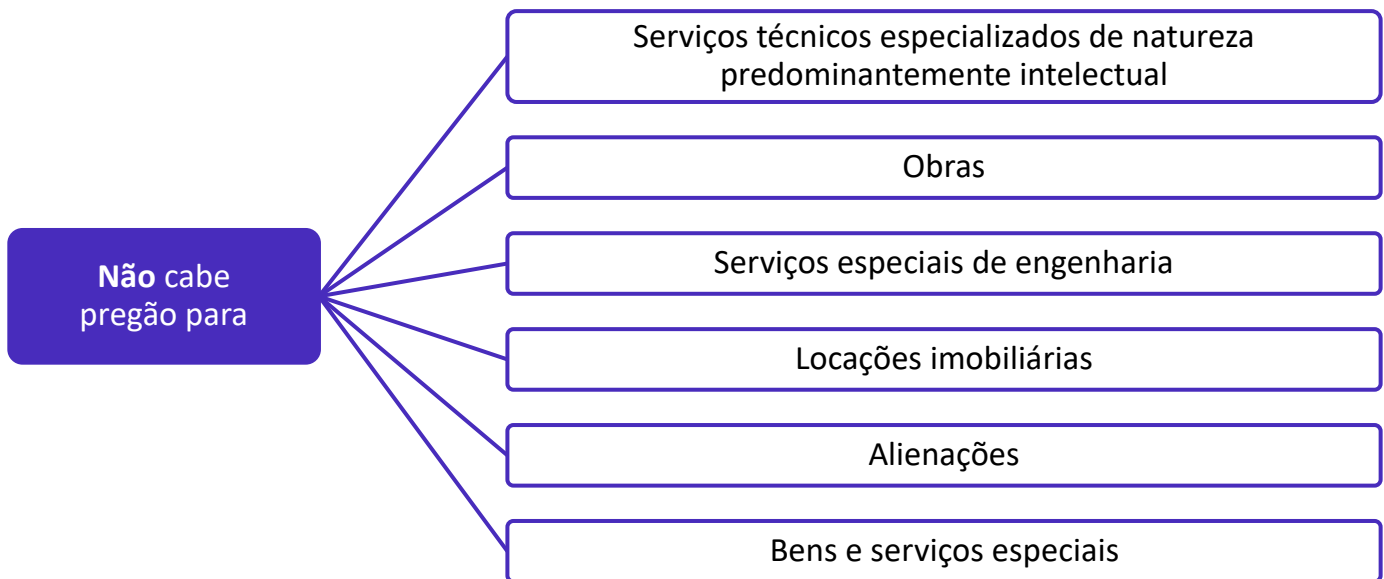 Não cabe
pregão para
Serviços técnicos especializados de natureza
predominantemente intelectual
Obras
Serviços especiais de engenharia
Locações imobiliárias
Alienações
Bens e serviços especiais